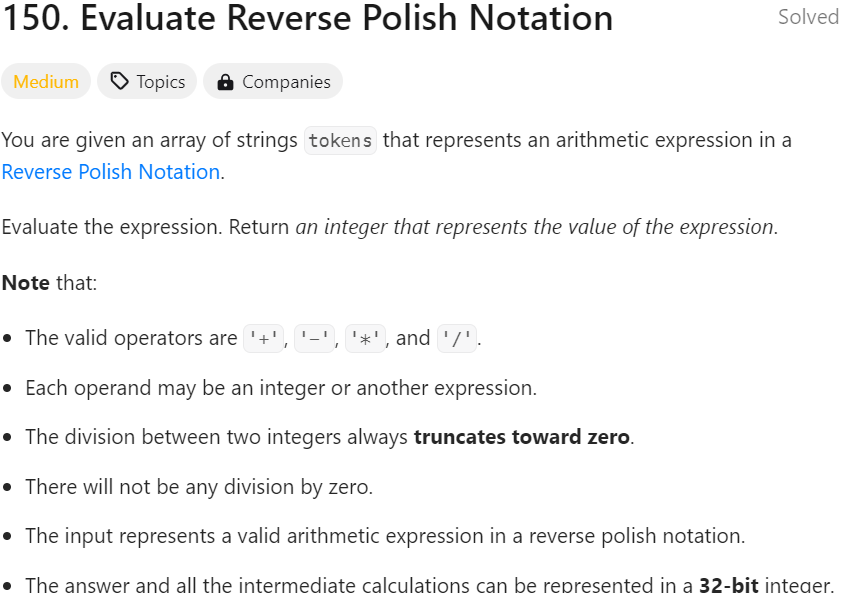 150. Evaluate Reverse Polish Notation
Solved
Medium
Topics
Companies
You are given an array of strings tokens that represents an arithmetic expression in a
Reverse Polish Notation.
Evaluate the expression. Return an integer that represents the value of the expression.
Note that:
• The valid operators are '+', '-', '*', and '/'.
• Each operand may be an integer or another expression.
• The division between two integers always truncates toward zero.
• There will not be any division by zero.
• The input represents a valid arithmetic expression in a reverse polish notation.
• The answer and all the intermediate calculations can be represented in a 32-bit integer.